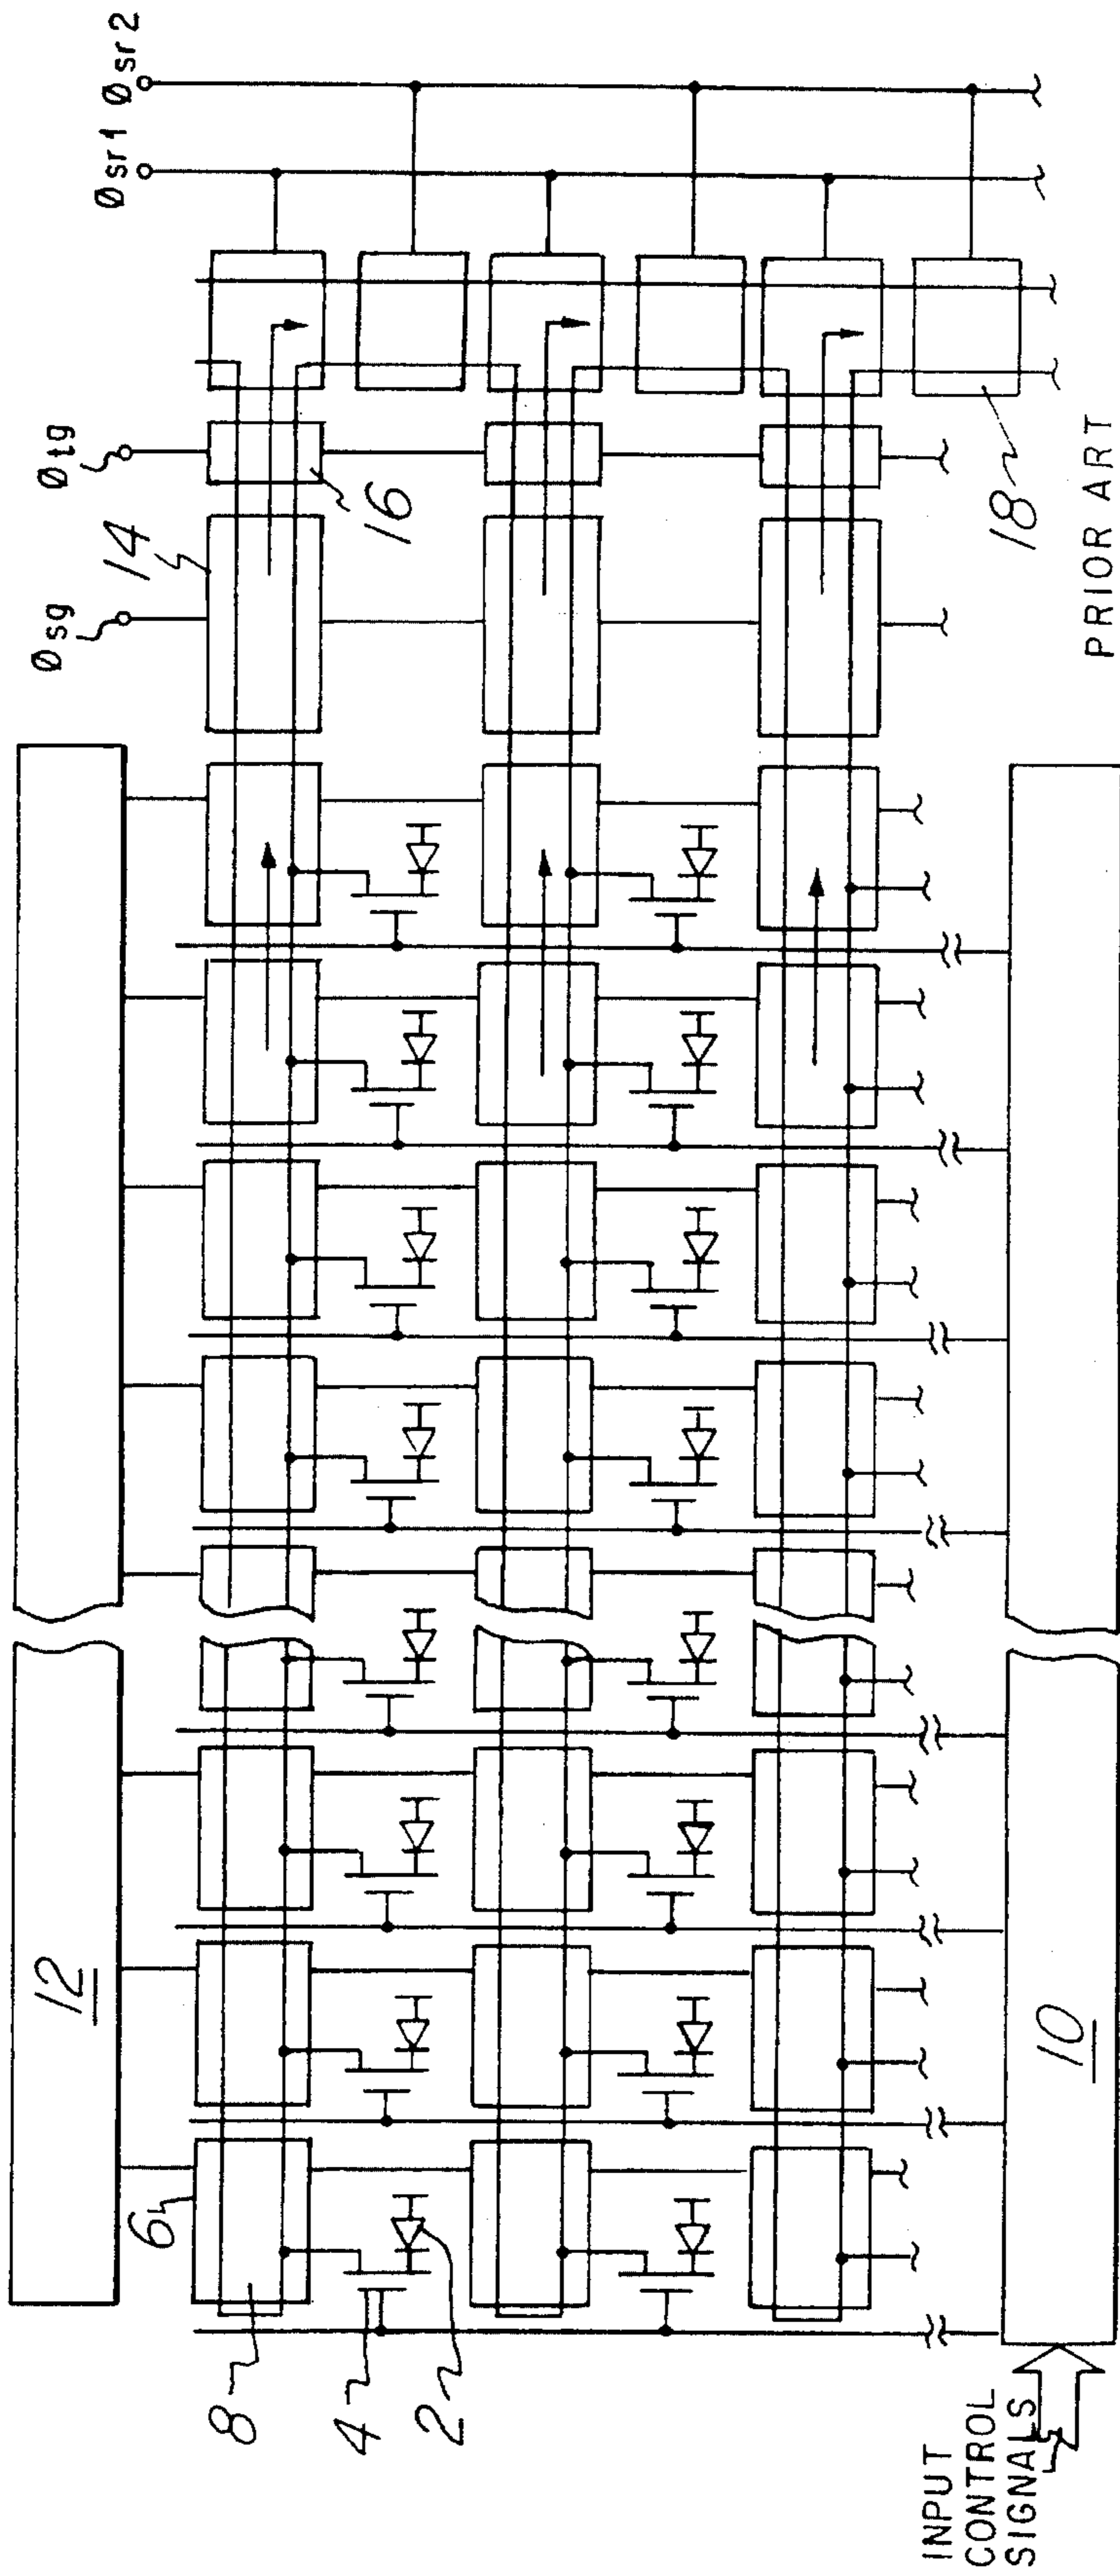 Øsr1 Øsr2
Øtg
Øsg
14
16
18
12
6
8
4
2
10
INPUT
CONTROL
SIGNALS
PRIOR ART